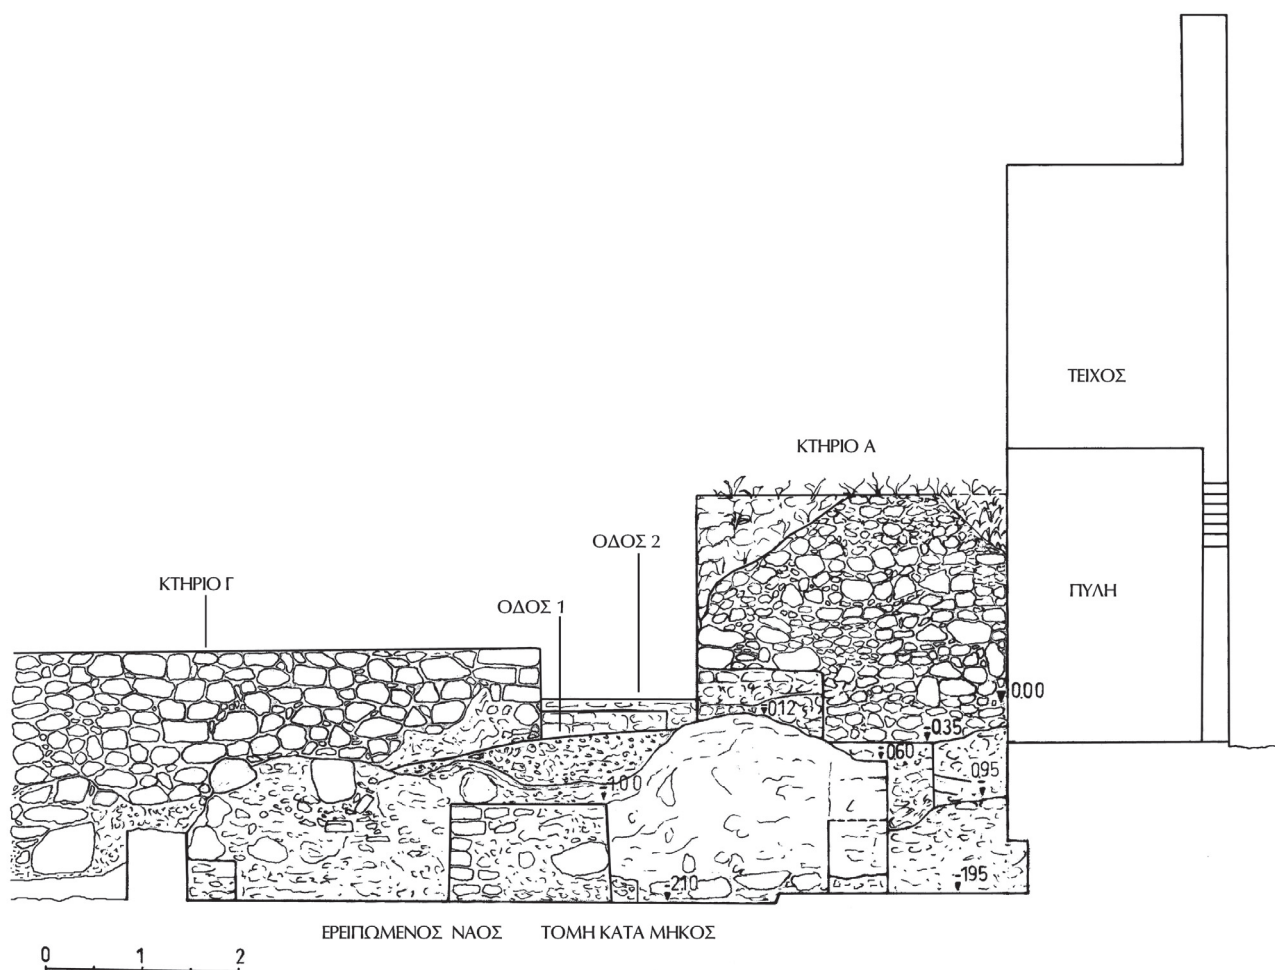 ΤΕΙΧΟΣ
ΚΤΗΡΙΟ Α
ΟΔΟΣ 2
ΚΤΗΡΙΟ Γ
ΟΔΟΣ 1
ΠΥΛΗ
0,00
-0,12
-0,35
-0,60
-0,95
-1,00
-1,95
-2,10
ΕΡΕΙΠΩΜΕΝΟΣ ΝΑΟΣ ΤΟΜΗ ΚΑΤΑ ΜΗΚΟΣ
0 1 2